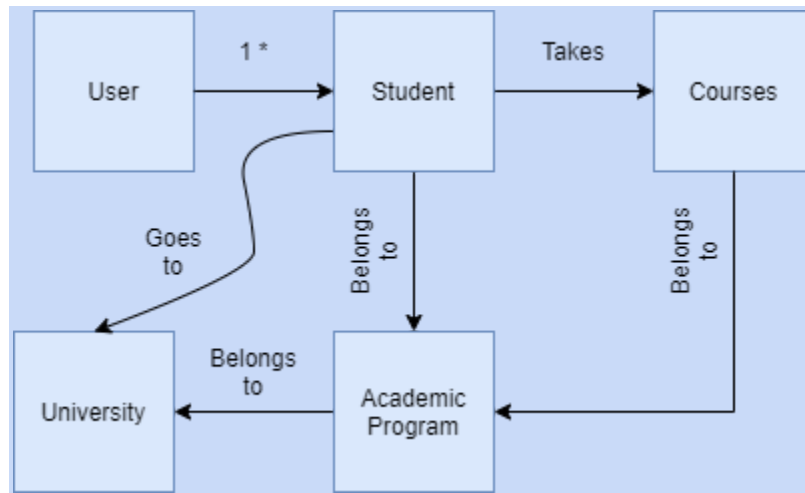 1 *
Takes
User
Student
Courses
Goes
to
Belongs
to
Belongs
to
Belongs
to
University
Academic
Program